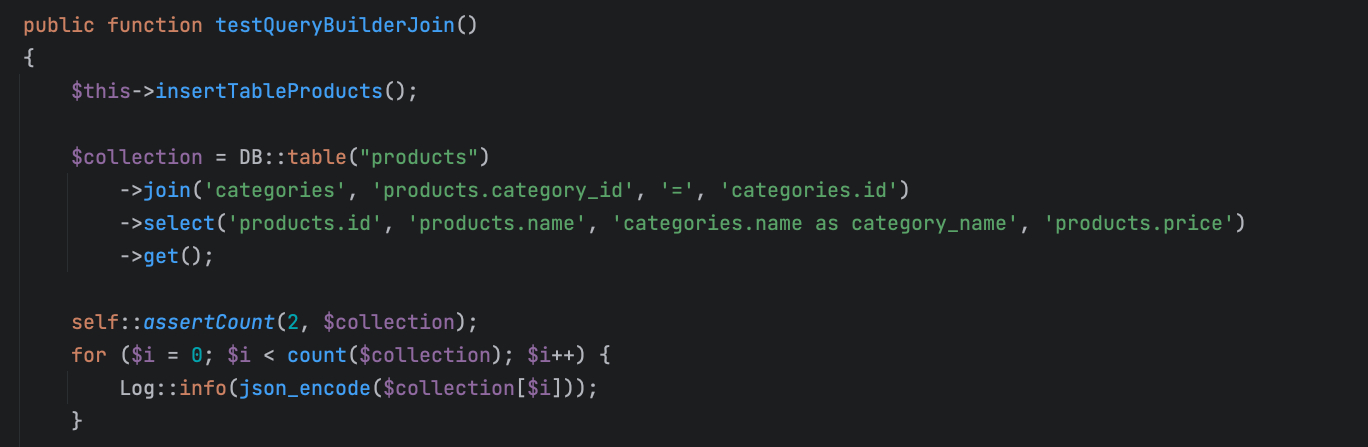 public function testQueryBuilderJoin()
{
    $this->insertTableProducts();

    $collection = DB::table("products")
        ->join('categories', 'products.category_id', '=', 'categories.id')
        ->select('products.id', 'products.name', 'categories.name as category_name', 'products.price')
        ->get();

    self::assertCount(2, $collection);
    for ($i = 0; $i < count($collection); $i++) {
        Log::info(json_encode($collection[$i]));
    }